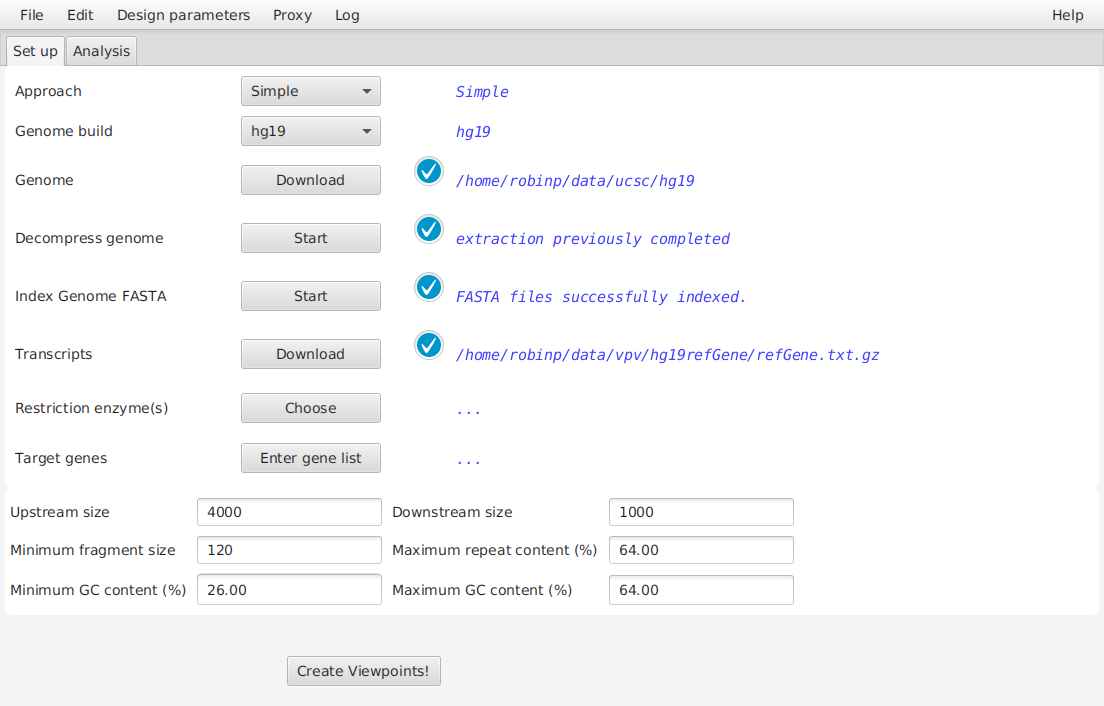 File Edit Design parameters Proxy Log Help
Set up Analysis
Approach Simple Simple
Genome build hg19 hg19
Genome Download /home/robinp/data/ucsc/hg19
Decompress genome Start extraction previously completed
Index Genome FASTA Start FASTA files successfully indexed.
Transcripts Download /home/robinp/data/vpv/hg19refGene/refGene.txt.gz
Restriction enzyme(s) Choose ...
Target genes Enter gene list ...
Upstream size 4000 Downstream size 1000
Minimum fragment size 120 Maximum repeat content (%) 64.00
Minimum GC content (%) 26.00 Maximum GC content (%) 64.00
Create Viewpoints!